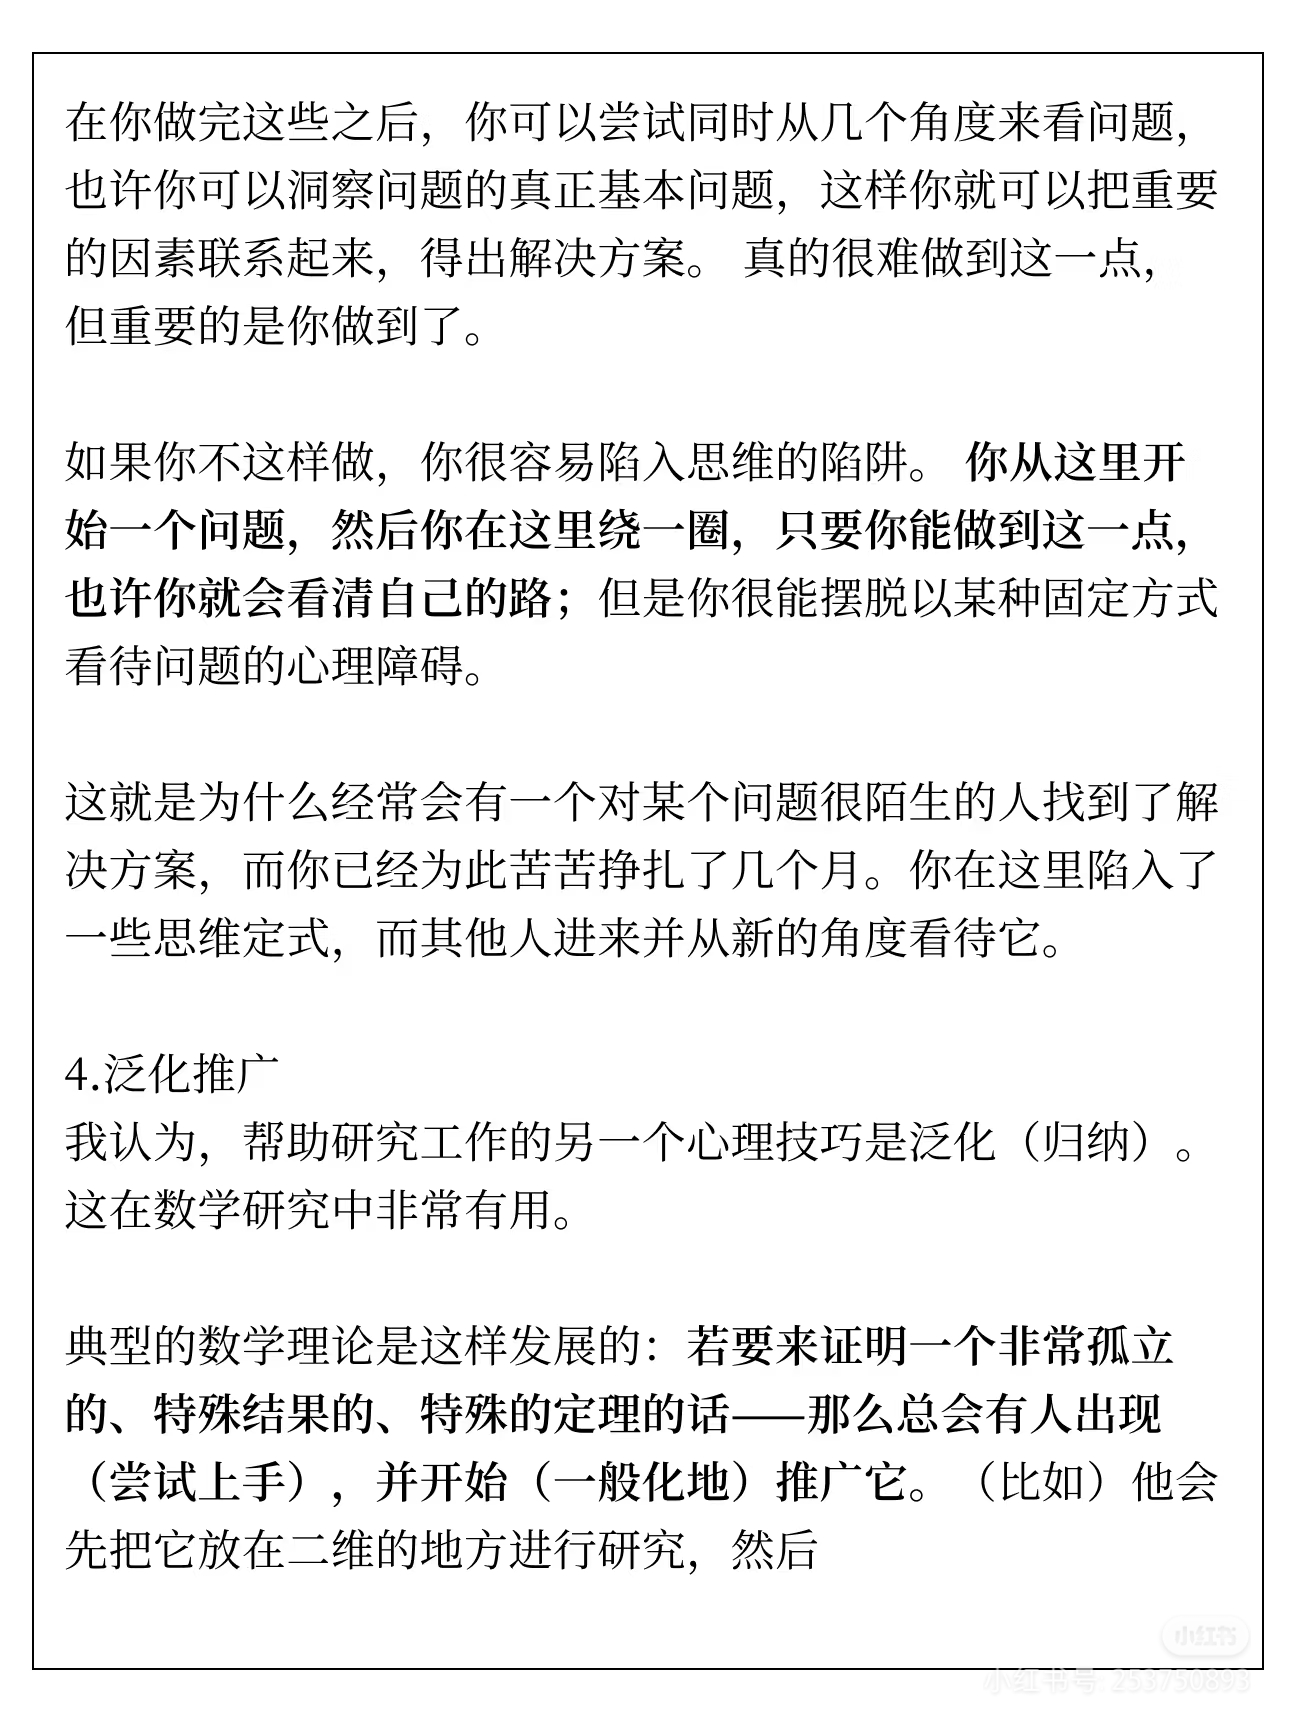 在你做完这些之后，你可以尝试同时从几个角度来看问题，
也许你可以洞察问题的真正基本问题，这样你就可以把重要
的因素联系起来，得出解决方案。 真的很难做到这一点，
但重要的是你做到了。
如果你不这样做，你很容易陷入思维的陷阱。 你从这里开
始一个问题，然后你在这里绕一圈，只要你能做到这一点，
也许你就会看清自己的路；但是你很能摆脱以某种固定方式
看待问题的心理障碍。
这就是为什么经常会有一个对某个问题很陌生的人找到了解
决方案，而你已经为此苦苦挣扎了几个月。你在这里陷入了
一些思维定式，而其他人进来并从新的角度看待它。
4.泛化推广
我认为，帮助研究工作的另一个心理技巧是泛化（归纳）。
这在数学研究中非常有用。
典型的数学理论是这样发展的：若要来证明一个非常孤立
的、特殊结果的、特殊的定理的话——那么总会有人出现
（尝试上手），并开始（一般化地）推广它。（比如）他会
先把它放在二维的地方进行研究，然后
小红书
小红书号: 253750893